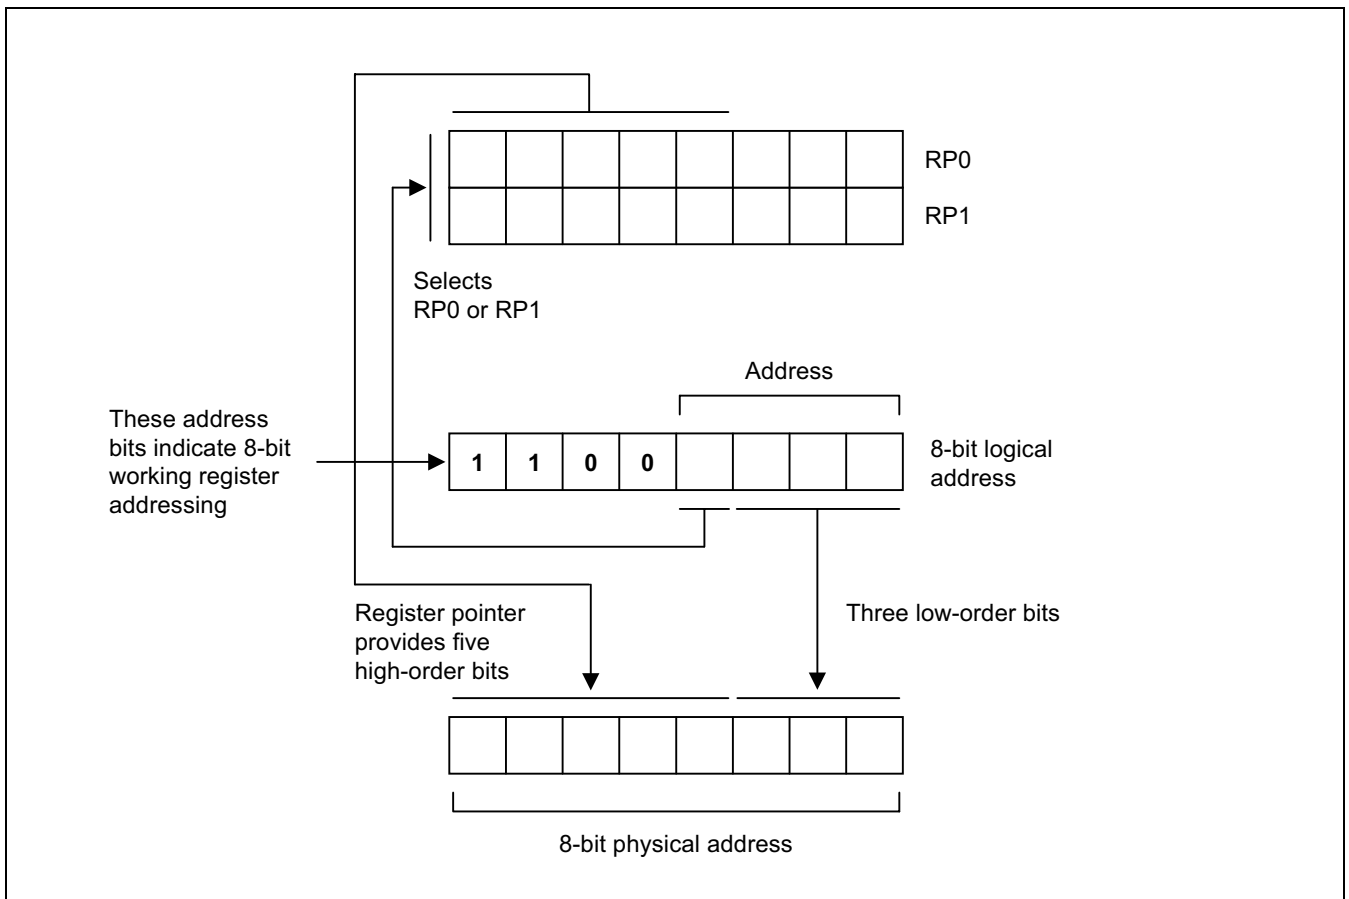 RP0
RP1
Selects
RP0 or RP1
Address
These address
bits indicate 8-bit
working register
addressing
1 1 0 0
8-bit logical
address
Register pointer
provides five
high-order bits
Three low-order bits
8-bit physical address